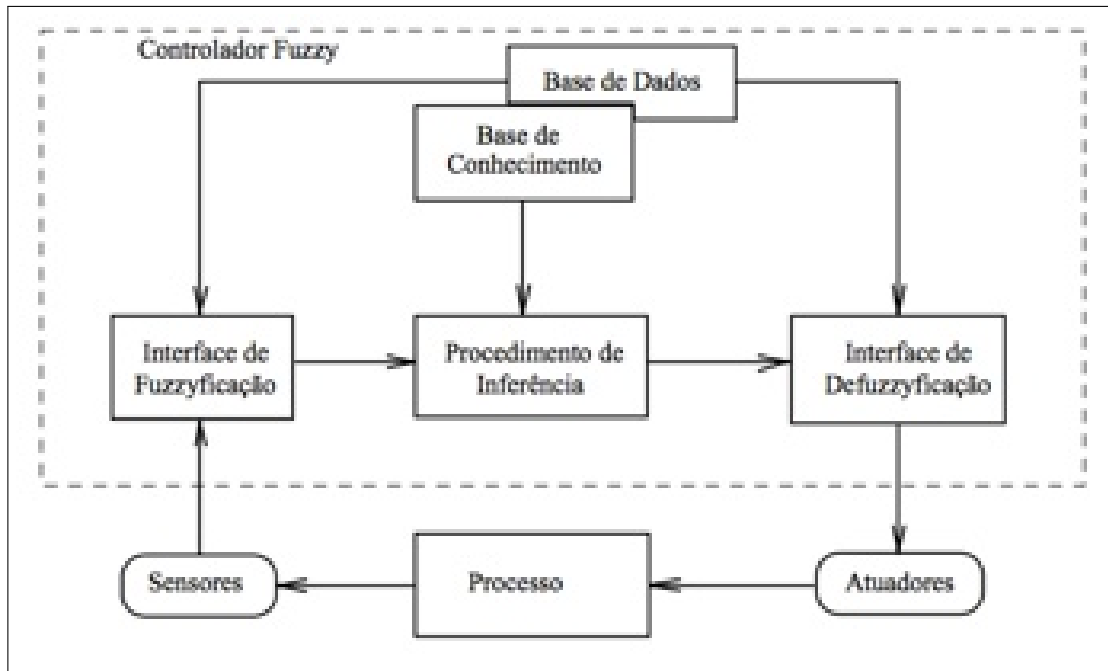 Controlador Fuzzy
Base de Dados
Base de
Conhecimento
Interface de
Fuzzyficação
Procedimento de
Inferência
Interface de
Defuzzyficação
Sensores
Processo
Atuadores